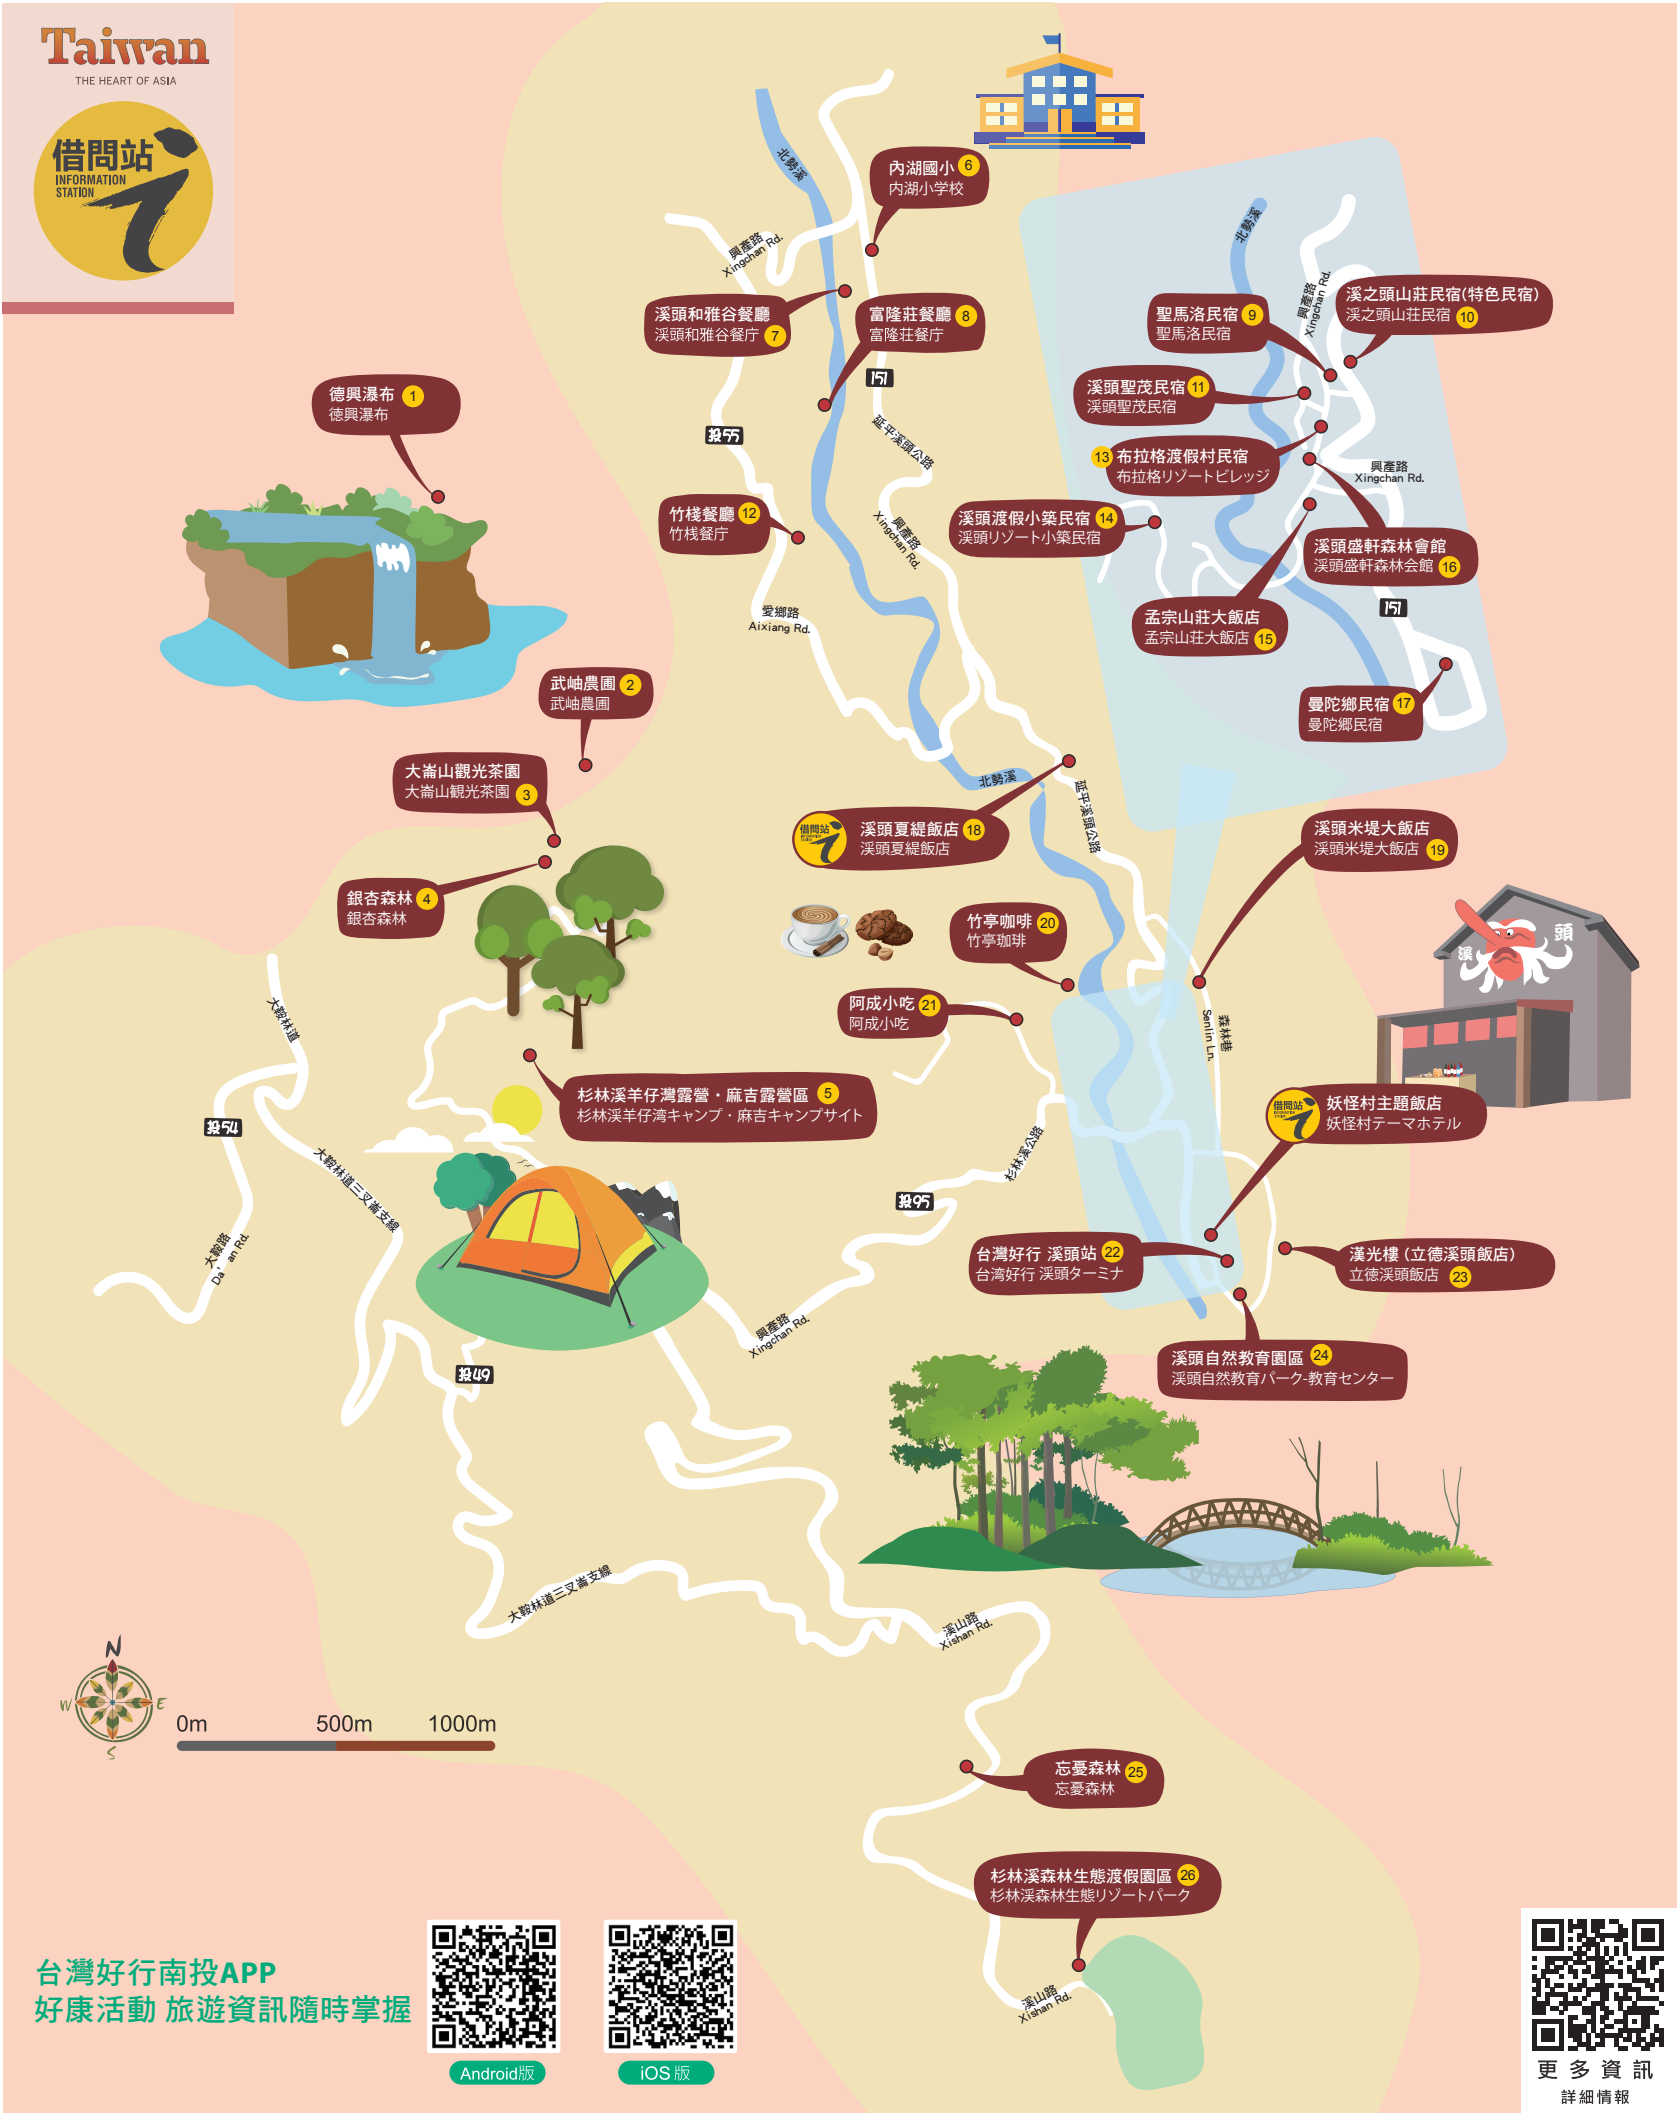 Taiwan
THE HEART OF ASIA
借問站
INFORMATION
STATION
北勢溪
內湖國小 6
内湖小学校
興產路
Xingchan Rd.
溪頭和雅谷餐廳
渓頭和雅谷餐庁 7
富隆莊餐廳 8
富隆莊餐庁
151
投55
延平溪頭公路
興產路
Xingchan Rd.
竹棧餐廳 12
竹桟餐庁
愛鄉路
Aixiang Rd.
北勢溪
興產路
Xingchan Rd.
聖馬洛民宿 9
聖馬洛民宿
溪之頭山莊民宿(特色民宿)
渓之頭山荘民宿 10
溪頭聖茂民宿 11
渓頭聖茂民宿
13 布拉格渡假村民宿
布拉格リゾートビレッジ
興產路
Xingchan Rd.
溪頭渡假小築民宿 14
渓頭リゾート小築民宿
溪頭盛軒森林會館
渓頭盛軒森林会館 16
151
孟宗山莊大飯店
孟宗山荘大飯店 15
曼陀鄉民宿 17
曼陀郷民宿
德興瀑布 1
徳興瀑布
武岫農圃 2
武岫農圃
大崙山觀光茶園
大崙山観光茶園 3
銀杏森林 4
銀杏森林
北勢溪
延平溪頭公路
借問站
溪頭夏緹飯店 18
渓頭夏緹飯店
溪頭米堤大飯店
渓頭米堤大飯店 19
竹亭咖啡 20
竹亭珈琲
阿成小吃 21
阿成小吃
溪
頭
森林巷
Senlin Ln.
大鞍林道
杉林溪羊仔灣露營・麻吉露營區 5
杉林渓羊仔湾キャンプ・麻吉キャンプサイト
借問站
妖怪村主題飯店
妖怪村テーマホテル
大鞍林道三叉崙支線
大鞍路
Da'an Rd.
杉林溪公路
投95
台灣好行 溪頭站 22
台湾好行 渓頭ターミナ
漢光樓 (立德溪頭飯店)
立徳渓頭飯店 23
興產路
Xingchan Rd.
溪頭自然教育園區 24
渓頭自然教育パーク-教育センター
投49
大鞍林道三叉崙支線
溪山路
Xishan Rd.
N
W
E
S
0m 500m 1000m
忘憂森林 25
忘憂森林
杉林溪森林生態渡假園區 26
杉林渓森林生態リゾートパーク
溪山路
Xishan Rd.
台灣好行南投APP
好康活動 旅遊資訊隨時掌握
Android版
iOS 版
更多資訊
詳細情報